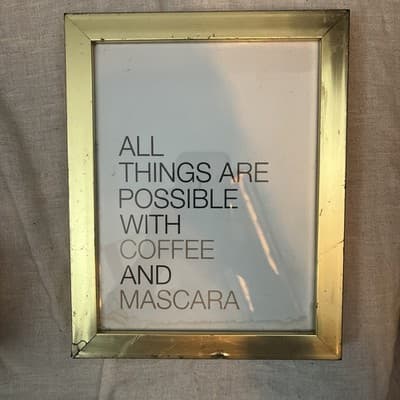 ALL
THINGS ARE
POSSIBLE
WITH
COFFEE
AND
MASCARA